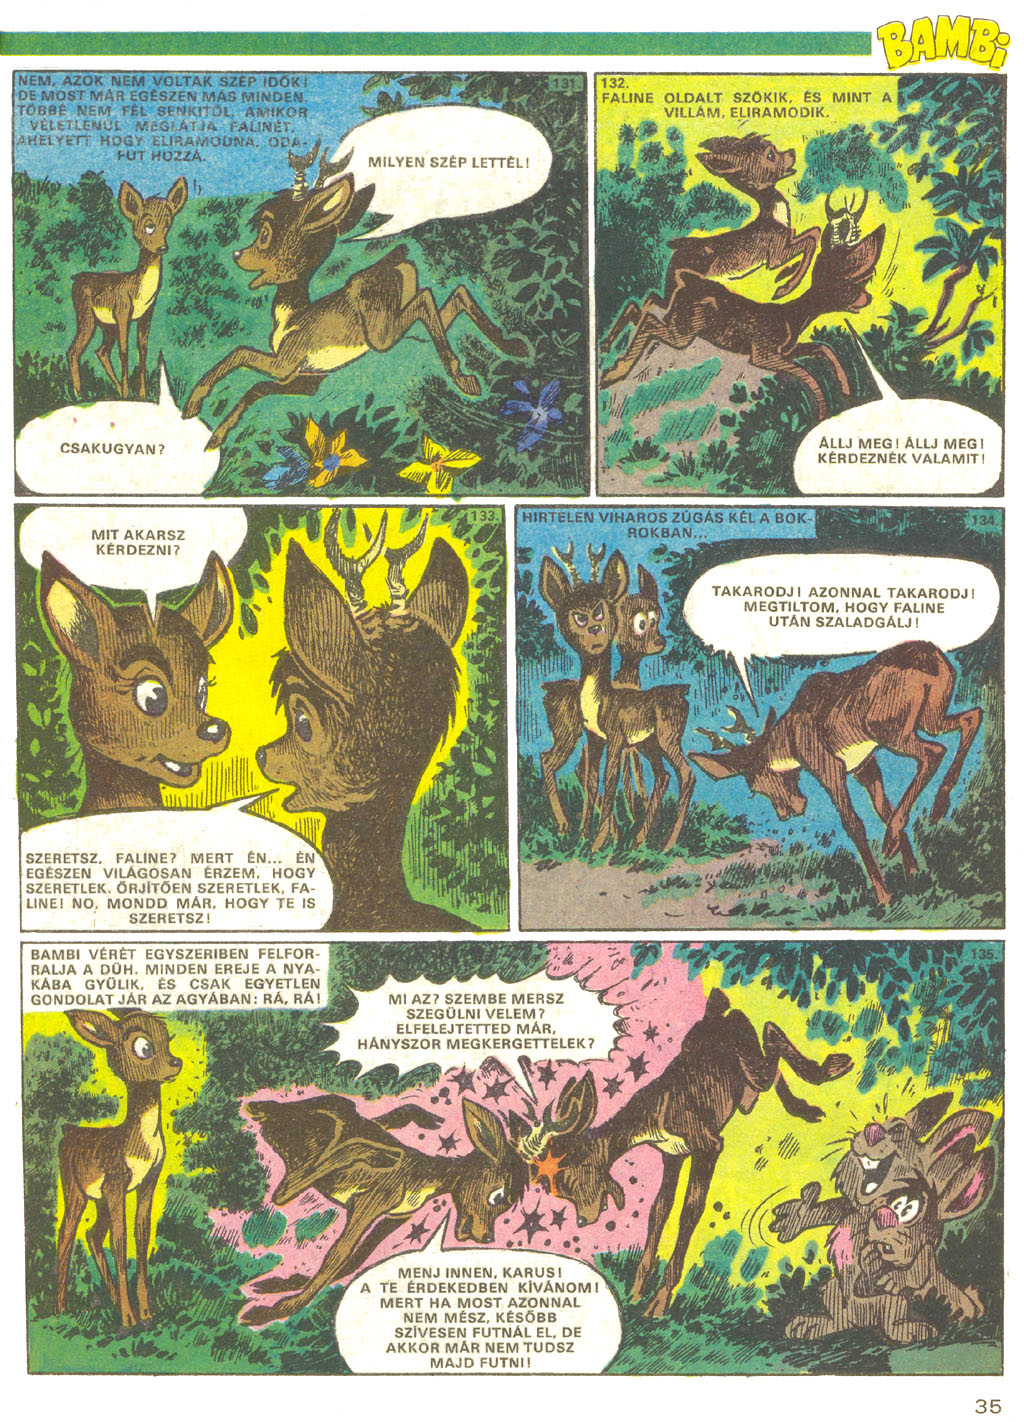 BAMBi
NEM, AZOK NEM VOLTAK SZÉP IDŐK!
DE MOST MÁR EGÉSZEN MÁS MINDEN.
TÖBBÉ NEM FÉL SENKITŐL. AMIKOR
VÉLETLENÜL MEGLÁTJA FALINET,
AHELYETT HOGY ELIRAMODNA, ODA-
FUT HOZZÁ.
131.
MILYEN SZÉP LETTÉL!
CSAKUGYAN?
132.
FALINE OLDALT SZÖKIK, ÉS MINT A
VILLÁM, ELIRAMODIK.
ÁLLJ MEG! ÁLLJ MEG!
KÉRDEZNÉK VALAMIT!
133.
MIT AKARSZ
KÉRDEZNI?
SZERETSZ, FALINE? MERT ÉN... ÉN
EGÉSZEN VILÁGOSAN ÉRZEM, HOGY
SZERETLEK. ŐRJÍTŐEN SZERETLEK, FA-
LINE! NO, MONDD MÁR, HOGY TE IS
SZERETSZ!
HIRTELEN VIHAROS ZÚGÁS KÉL A BOK-
ROKBAN...
134.
TAKARODJ! AZONNAL TAKARODJ!
MEGTILTOM, HOGY FALINE
UTÁN SZALADGÁLJ!
BAMBI VÉRÉT EGYSZERIBEN FELFOR-
RALJA A DÜH. MINDEN EREJE A NYA-
KÁBA GYŰLIK, ÉS CSAK EGYETLEN
GONDOLAT JÁR AZ AGYÁBAN: RÁ, RÁ!
135.
MI AZ? SZEMBE MERSZ
SZEGÜLNI VELEM?
ELFELEJTETTED MÁR,
HÁNYSZOR MEGKERGETTELEK?
MENJ INNEN, KARUS!
A TE ÉRDEKEDBEN KÍVÁNOM!
MERT HA MOST AZONNAL
NEM MÉSZ, KÉSŐBB
SZÍVESEN FUTNÁL EL, DE
AKKOR MÁR NEM TUDSZ
MAJD FUTNI!
35